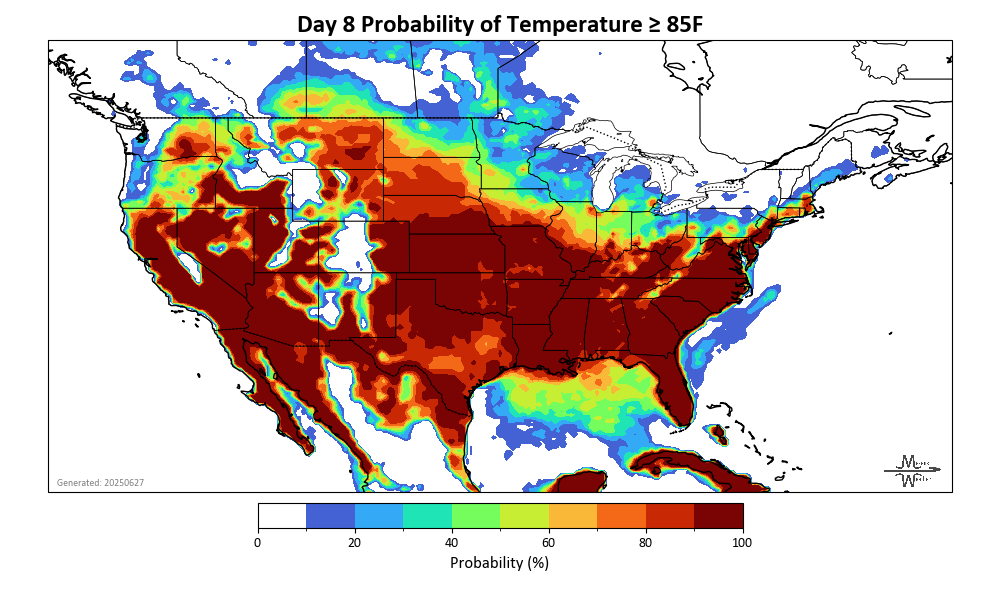 Day 8 Probability of Temperature ≥ 85F
Generated: 20250627
0 20 40 60 80 100
Probability (%)